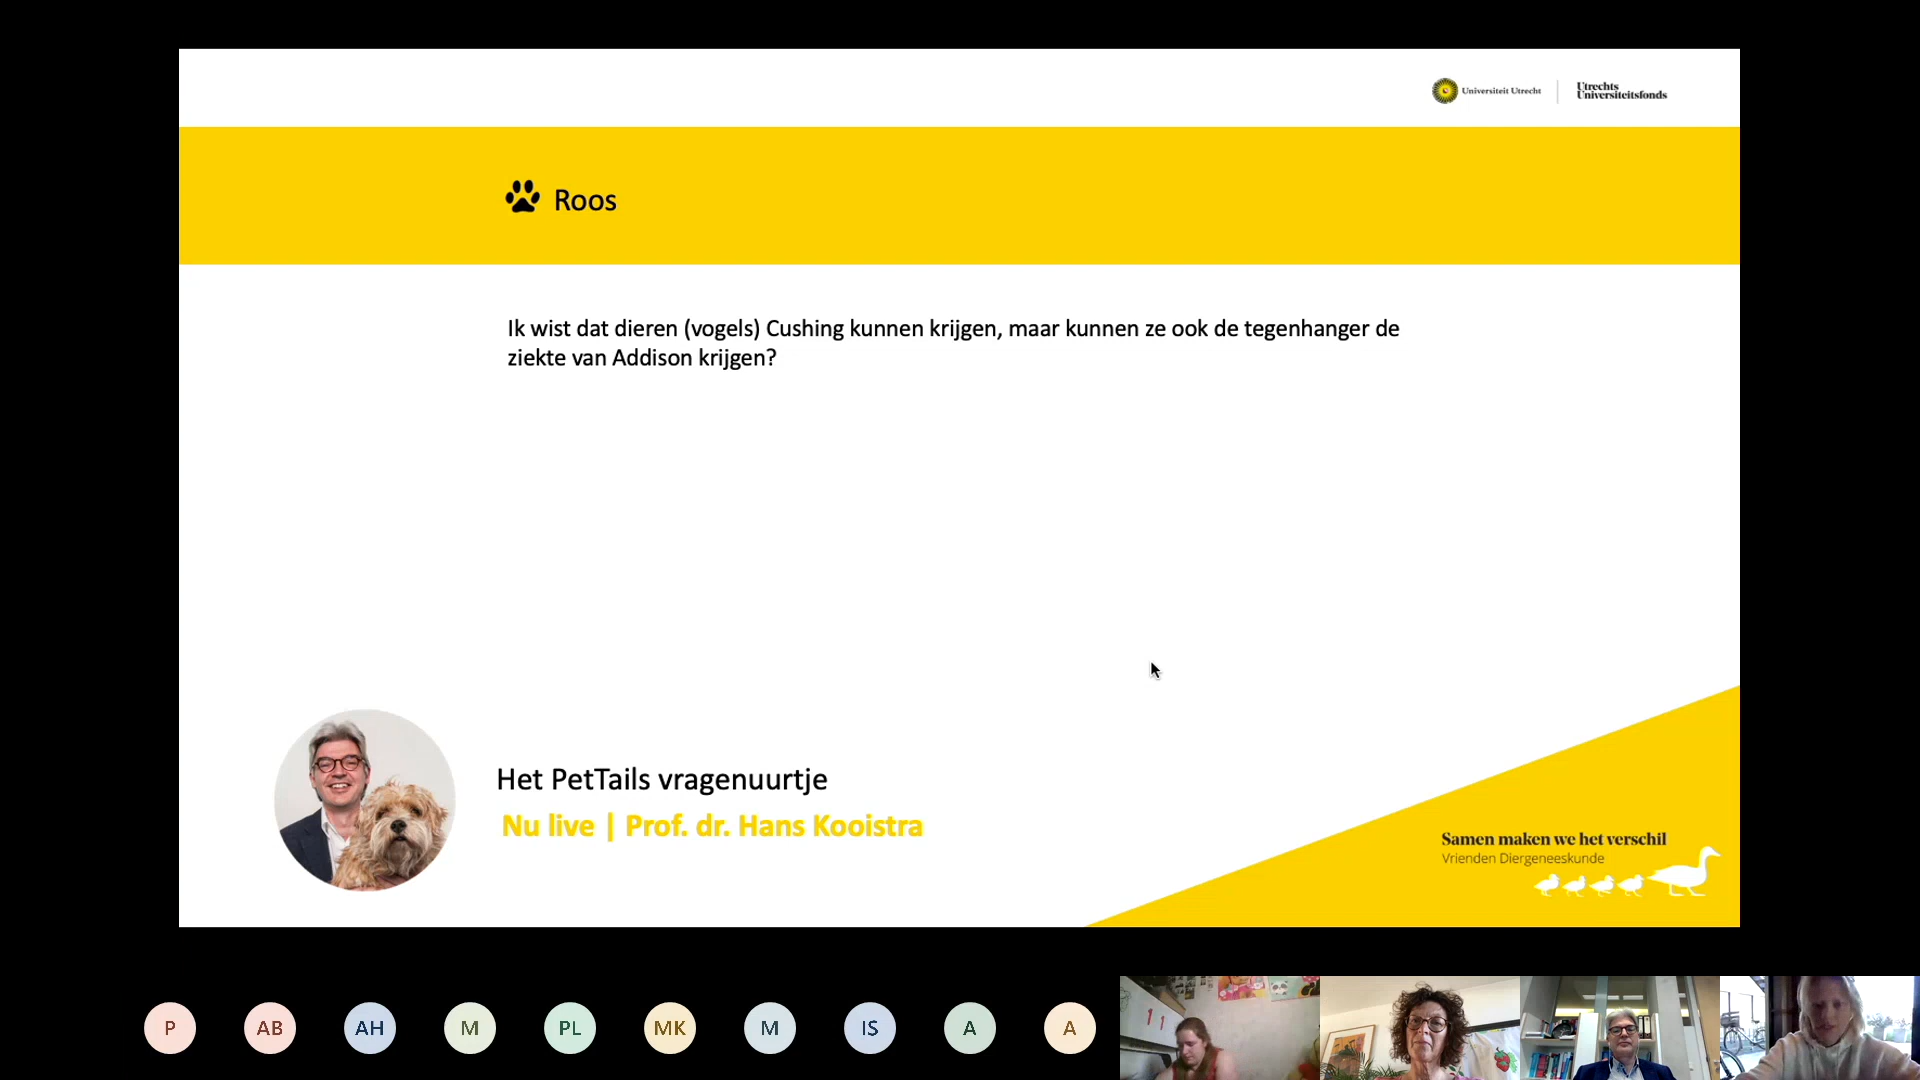 Universiteit Utrecht
Utrechts
Universiteitsfonds
Roos
Ik wist dat dieren (vogels) Cushing kunnen krijgen, maar kunnen ze ook de tegenhanger de
ziekte van Addison krijgen?
Het PetTails vragenuurtje
Nu live | Prof. dr. Hans Kooistra
Samen maken we het verschil
Vrienden Diergeneeskunde
P
AB
AH
M
PL
MK
M
IS
A
A